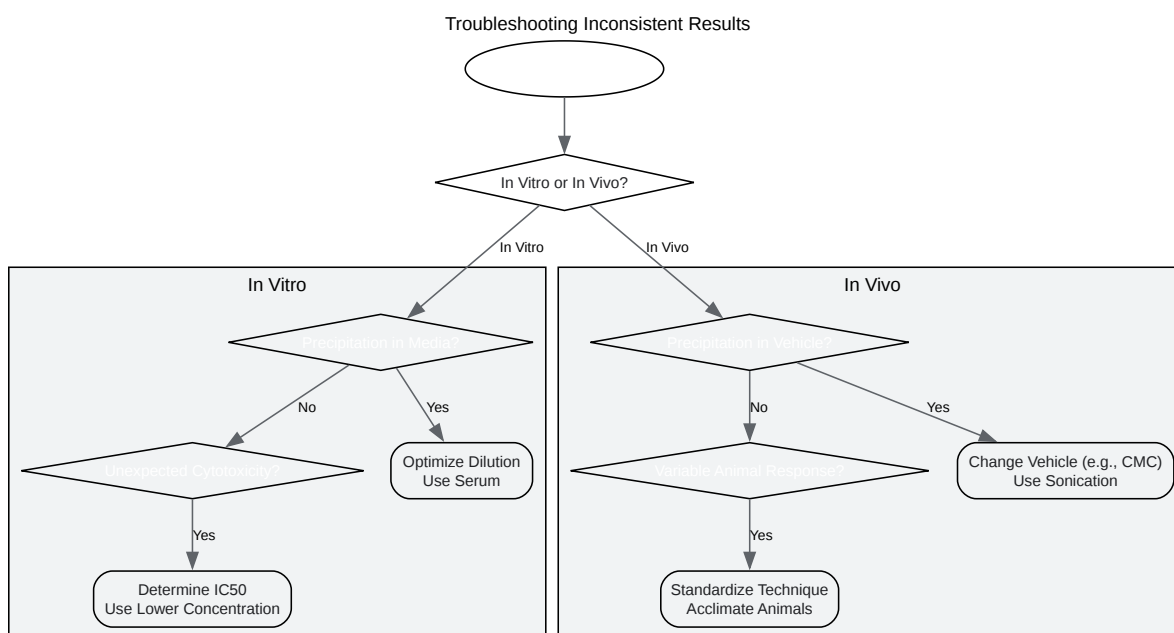 Troubleshooting Inconsistent Results
In Vitro or In Vivo?
In Vitro
In Vivo
In Vitro
Precipitation in Media?
No
Yes
Unexpected Cytotoxicity?
Optimize Dilution
Use Serum
Yes
Determine IC50
Use Lower Concentration
In Vivo
Precipitation in Vehicle?
No
Yes
Variable Animal Response?
Change Vehicle (e.g., CMC)
Use Sonication
Yes
Standardize Technique
Acclimate Animals